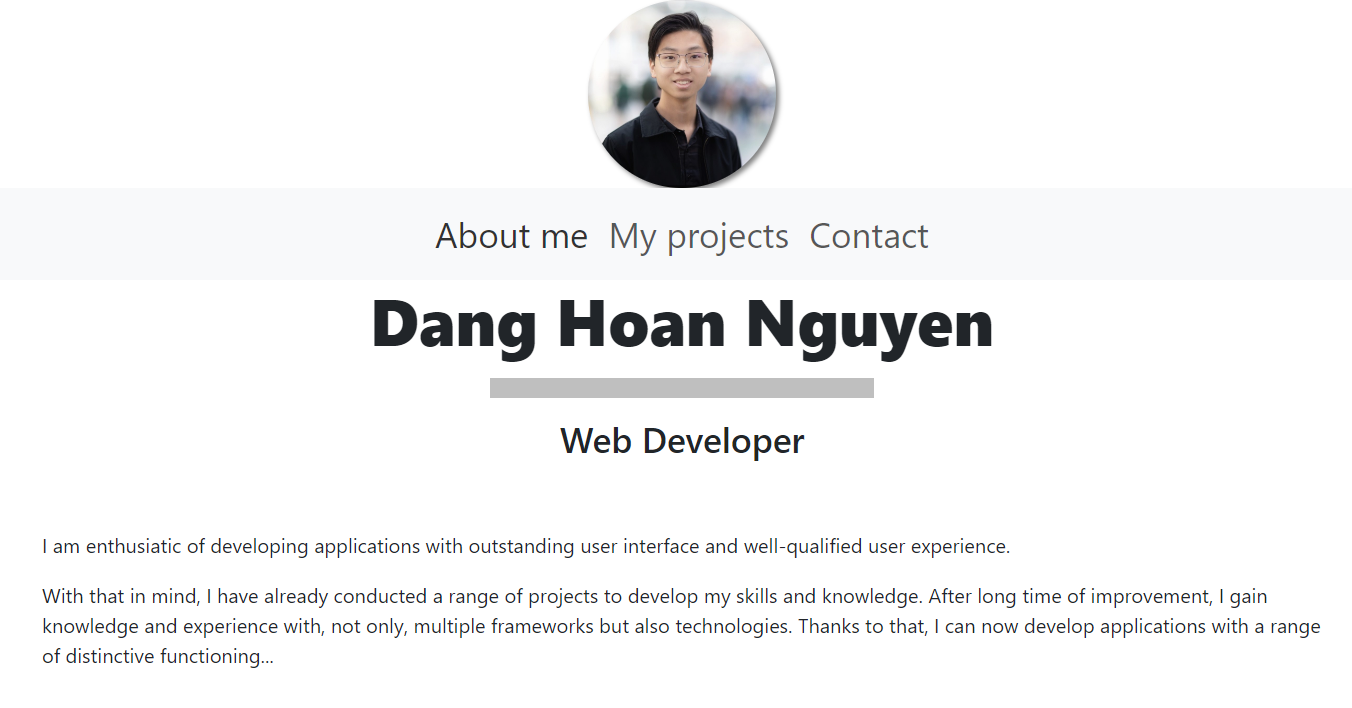 About me My projects Contact
Dang Hoan Nguyen
Web Developer
I am enthusiatic of developing applications with outstanding user interface and well-qualified user experience.
With that in mind, I have already conducted a range of projects to develop my skills and knowledge. After long time of improvement, I gain
knowledge and experience with, not only, multiple frameworks but also technologies. Thanks to that, I can now develop applications with a range
of distinctive functioning...